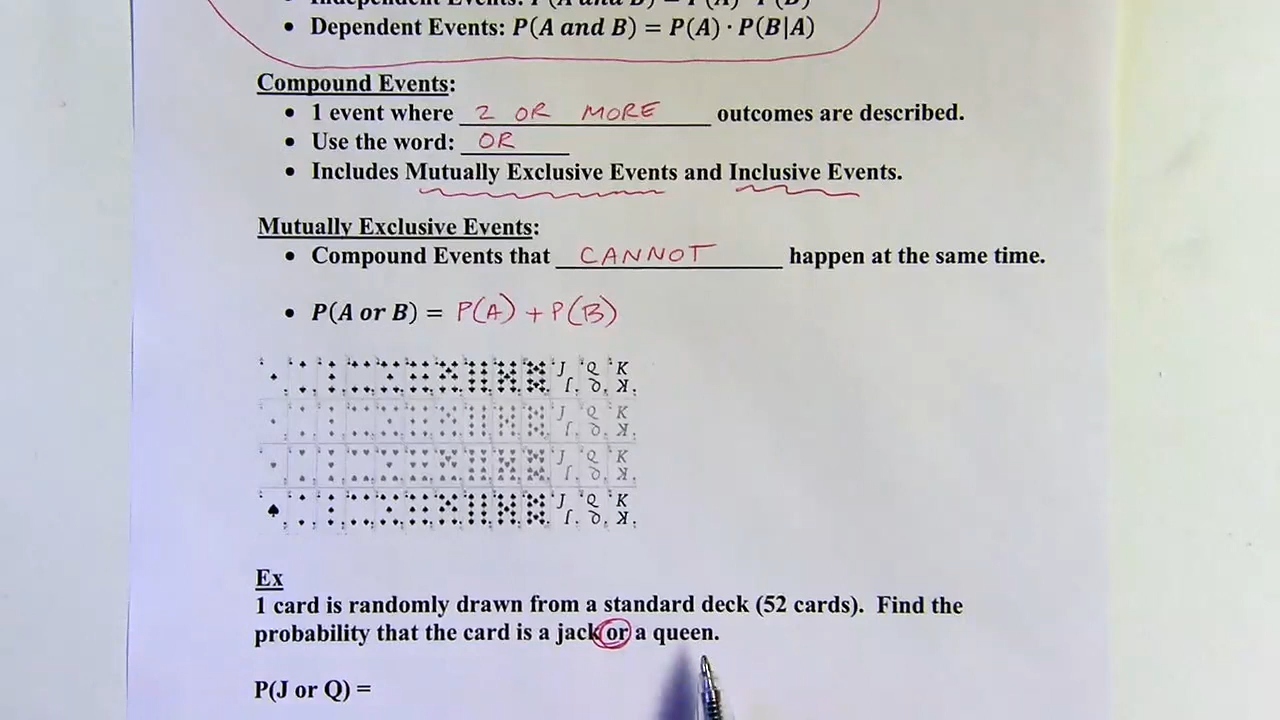 Independent Events: P(A and B) = P(A) · P(B)
• Dependent Events: P(A and B) = P(A) · P(B|A)
Compound Events:
• 1 event where 2 OR MORE outcomes are described.
• Use the word: OR
• Includes Mutually Exclusive Events and Inclusive Events.
Mutually Exclusive Events:
• Compound Events that CANNOT happen at the same time.
• P(A or B) = P(A) + P(B)
J Q K
J Q K
J Q K
J Q K
Ex
1 card is randomly drawn from a standard deck (52 cards). Find the
probability that the card is a jack or a queen.
P(J or Q) =